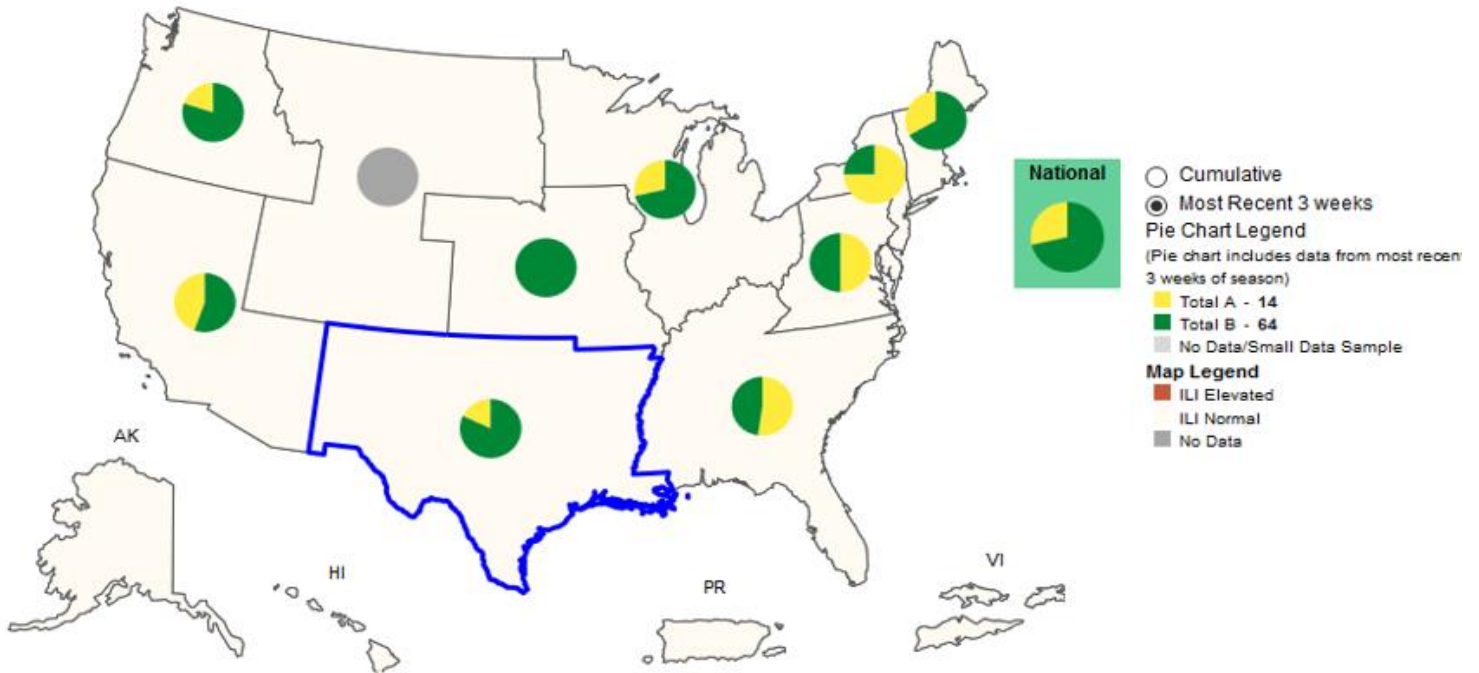 National
Cumulative
Most Recent 3 weeks
Pie Chart Legend
(Pie chart includes data from most recen
3 weeks of season)
Total A - 14
Total B - 64
No Data/Small Data Sample
Map Legend
ILI Elevated
ILI Normal
No Data
AK
HI
PR
VI